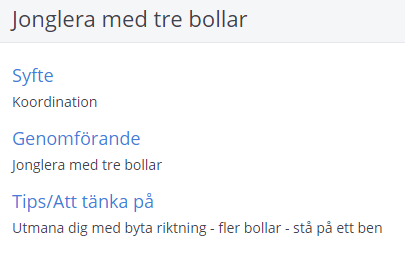 Jonglera med tre bollar
Syfte
Koordination
Genomförande
Jonglera med tre bollar
Tips/Att tänka på
Utmana dig med byta riktning - fler bollar - stå på ett ben